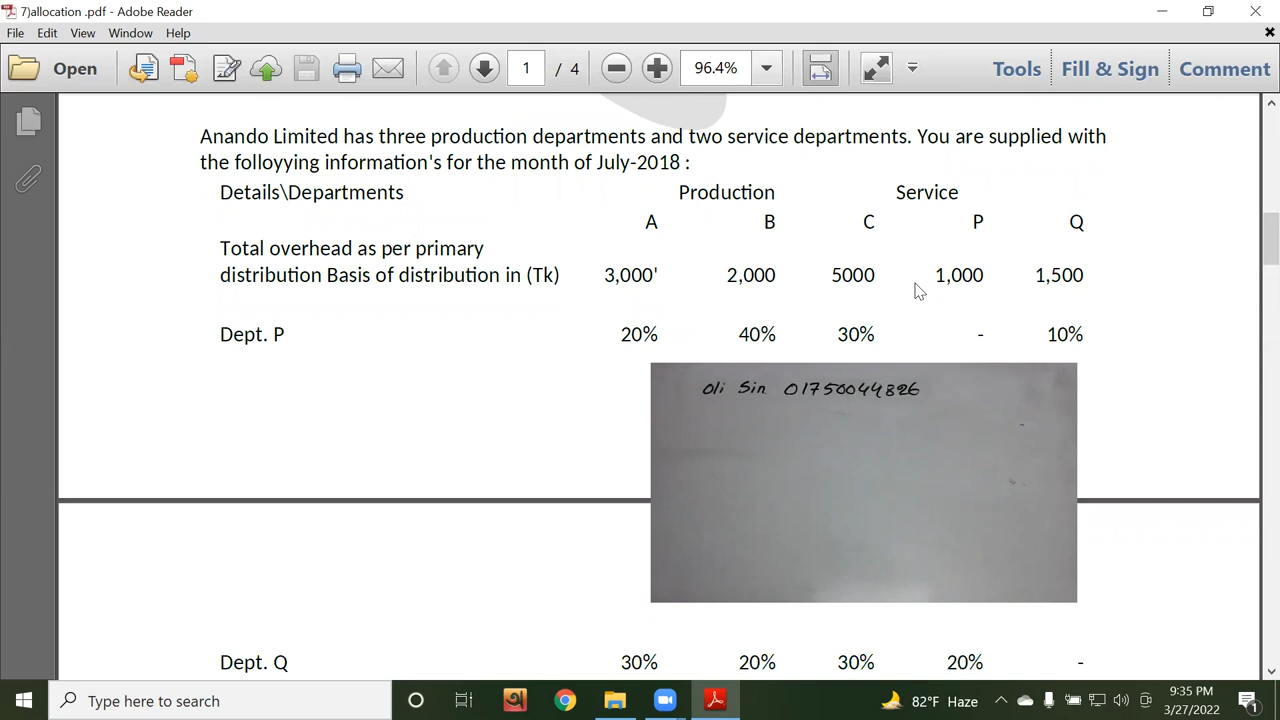 7)allocation .pdf - Adobe Reader
File Edit View Window Help
Open 1 / 4 96.4% Tools Fill & Sign Comment
Anando Limited has three production departments and two service departments. You are supplied with
the folloyying information's for the month of July-2018 :
Details\Departments Production Service
A B C P Q
Total overhead as per primary
distribution Basis of distribution in (Tk) 3,000' 2,000 5000 1,000 1,500
Dept. P 20% 40% 30% - 10%
Oli Sin 01750044826
Dept. Q 30% 20% 30% 20% -
Type here to search
82°F Haze
9:35 PM
3/27/2022
1